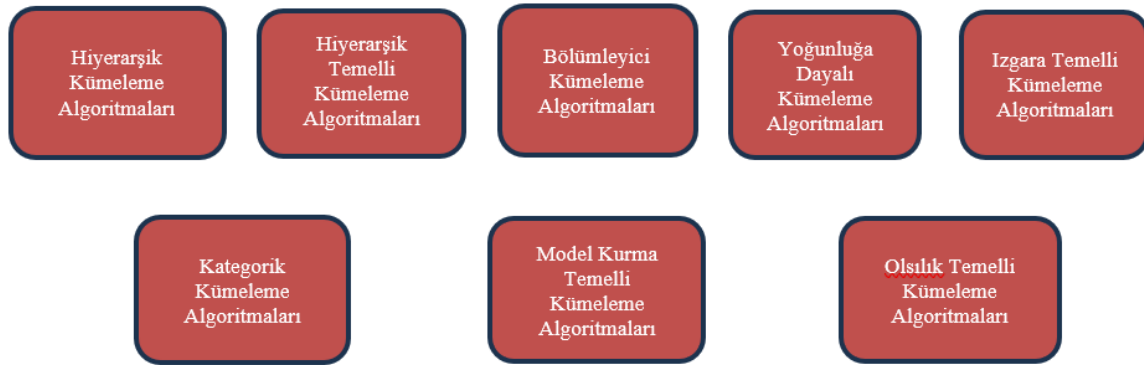 Hiyerarşik
Kümeleme
Algoritmaları
Hiyerarşik
Temelli
Kümeleme
Algoritmaları
Bölümleyici
Kümeleme
Algoritmaları
Yoğunluğa
Dayalı
Kümeleme
Algoritmaları
Izgara Temelli
Kümeleme
Algoritmaları
Kategorik
Kümeleme
Algoritmaları
Model Kurma
Temelli
Kümeleme
Algoritmaları
Olsılık Temelli
Kümeleme
Algoritmaları